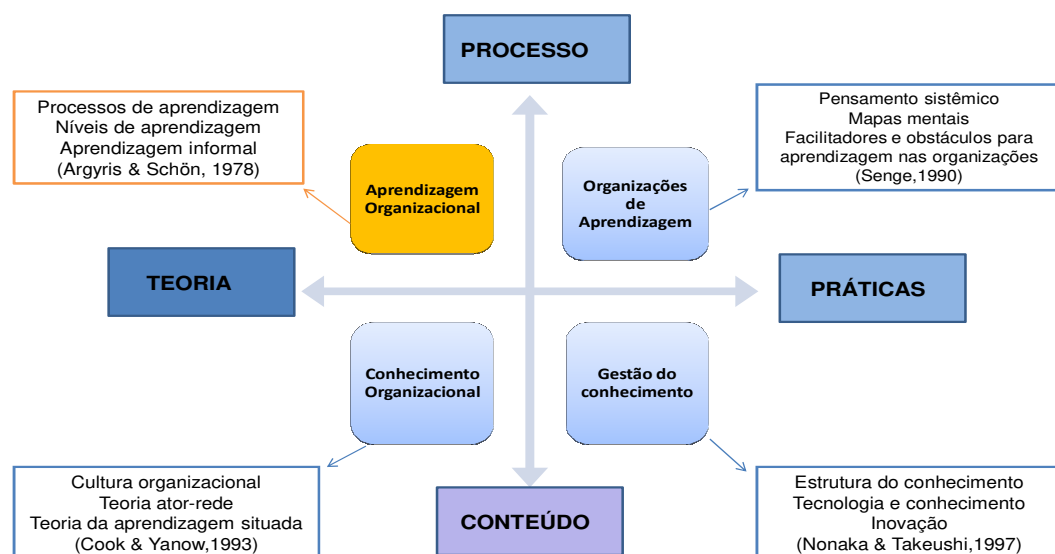 PROCESSO
Processos de aprendizagem
Níveis de aprendizagem
Aprendizagem informal
(Argyris & Schön, 1978)
Pensamento sistêmico
Mapas mentais
Facilitadores e obstáculos para
aprendizagem nas organizações
(Senge,1990)
Aprendizagem
Organizacional
Organizações
de
Aprendizagem
TEORIA
PRÁTICAS
Conhecimento
Organizacional
Gestão do
conhecimento
Cultura organizacional
Teoria ator-rede
Teoria da aprendizagem situada
(Cook & Yanow,1993)
CONTEÚDO
Estrutura do conhecimento
Tecnologia e conhecimento
Inovação
(Nonaka & Takeushi,1997)